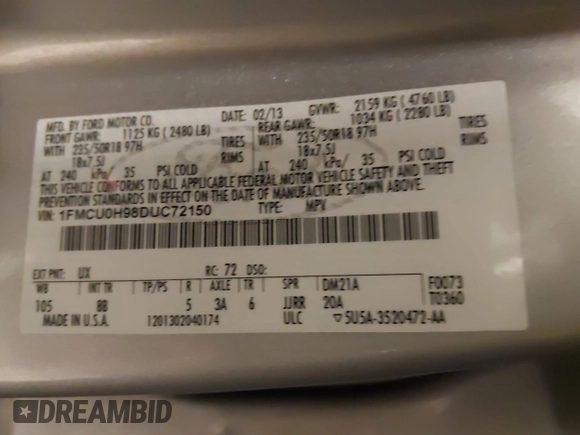 MFD. BY FORD MOTOR CO.
DATE: 02/13 GVWR: 2159 KG ( 4760 LB)
FRONT GAWR: 1125 KG ( 2480 LB) REAR GAWR: 1034 KG ( 2280 LB)
WITH 235/50R18 97H TIRES WITH 235/50R18 97H TIRES
18x7.5J RIMS 18x7.5J RIMS
AT 240 kPa/ 35 PSI COLD AT 240 kPa/ 35 PSI COLD
THIS VEHICLE CONFORMS TO ALL APPLICABLE FEDERAL MOTOR VEHICLE SAFETY AND THEFT
PREVENTION STANDARDS IN EFFECT ON THE DATE OF MANUFACTURE SHOWN ABOVE.
VIN: 1FMCU0H98DUC72150 TYPE: MPV
EXT PNT: UX RC: 72 DSO:
WB TP/PS R AXLE TR SPR DM21A F0073
105 BB 5 3A 6 JJRR 20A T0360
MADE IN U.S.A. 1201302040174 ULC ▽5U5A-3520472-AA
DREAMBID